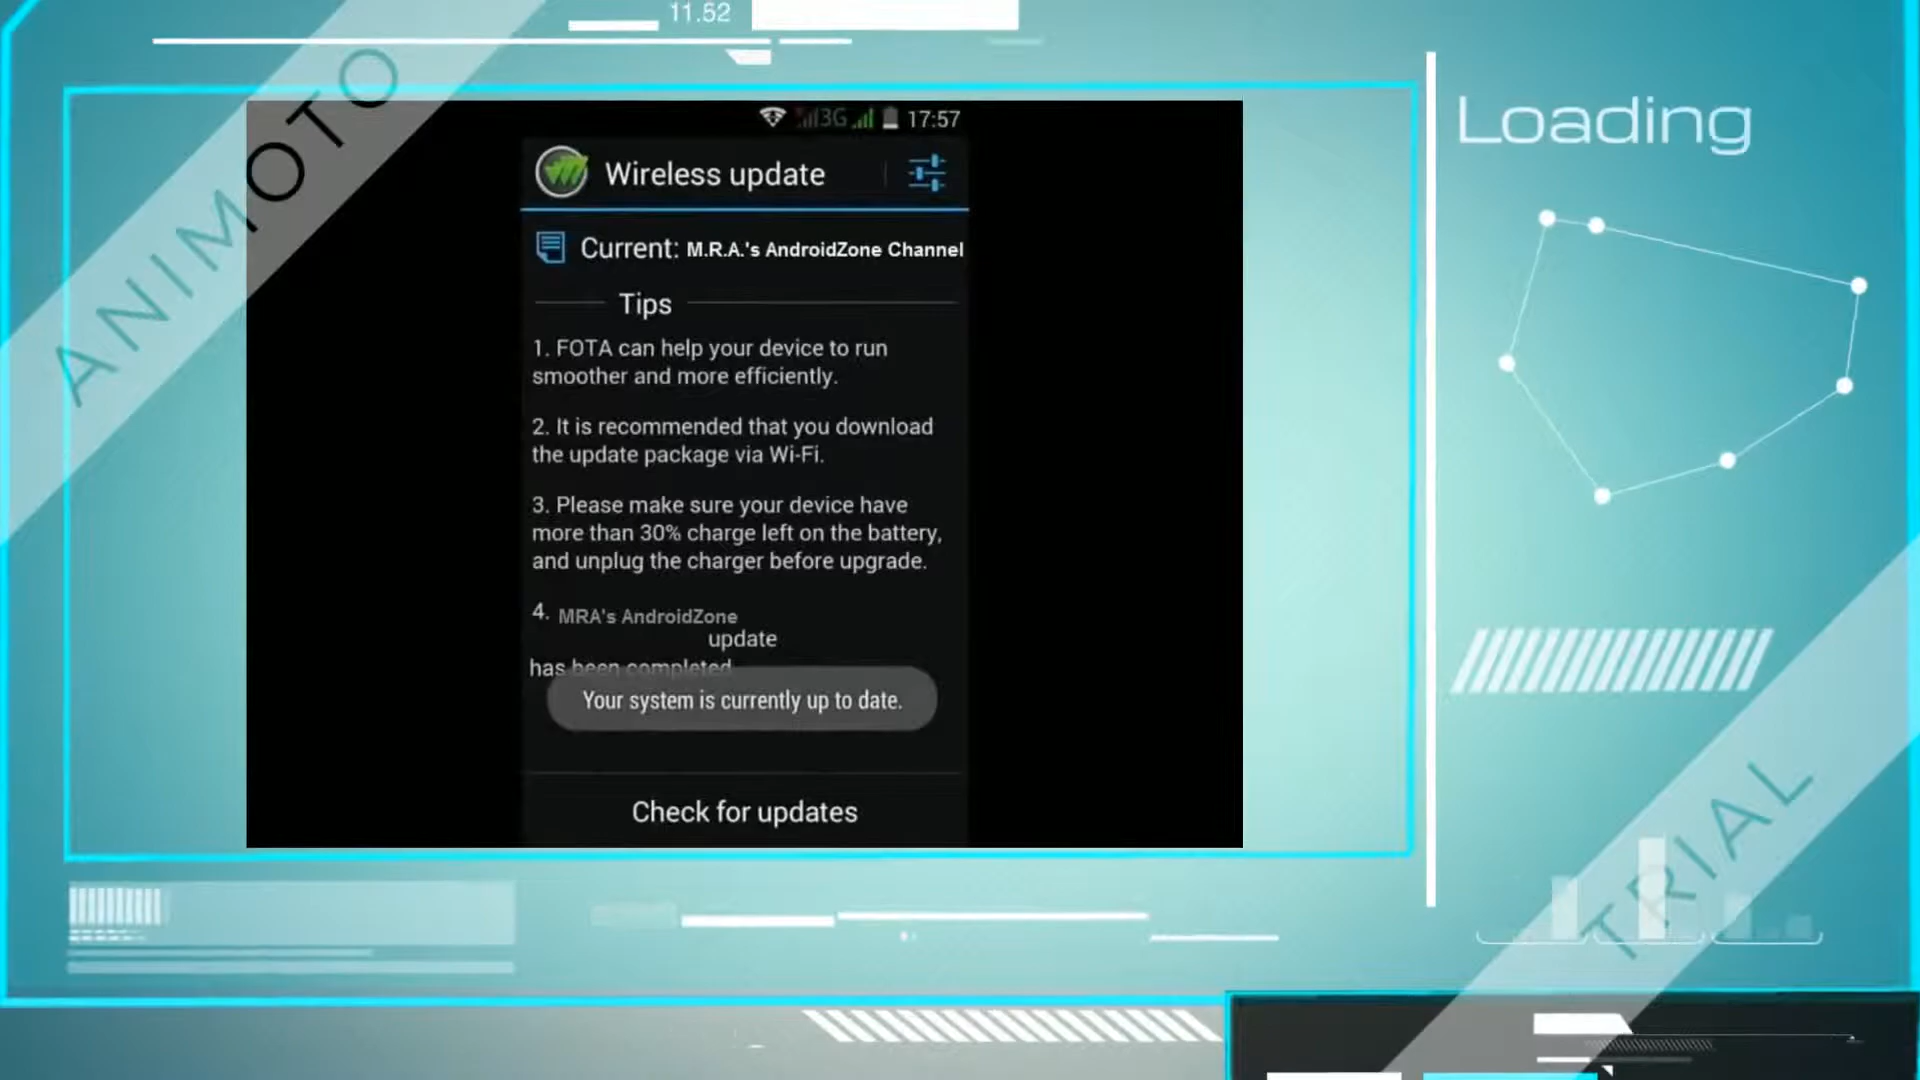 11.52
ANIMOTO
Loading
3G 17:57
Wireless update
Current: M.R.A.'s AndroidZone Channel
Tips
1. FOTA can help your device to run
smoother and more efficiently.
2. It is recommended that you download
the update package via Wi-Fi.
3. Please make sure your device have
more than 30% charge left on the battery,
and unplug the charger before upgrade.
4. MRA's AndroidZone
update
has been completed
Your system is currently up to date.
Check for updates
TRIAL